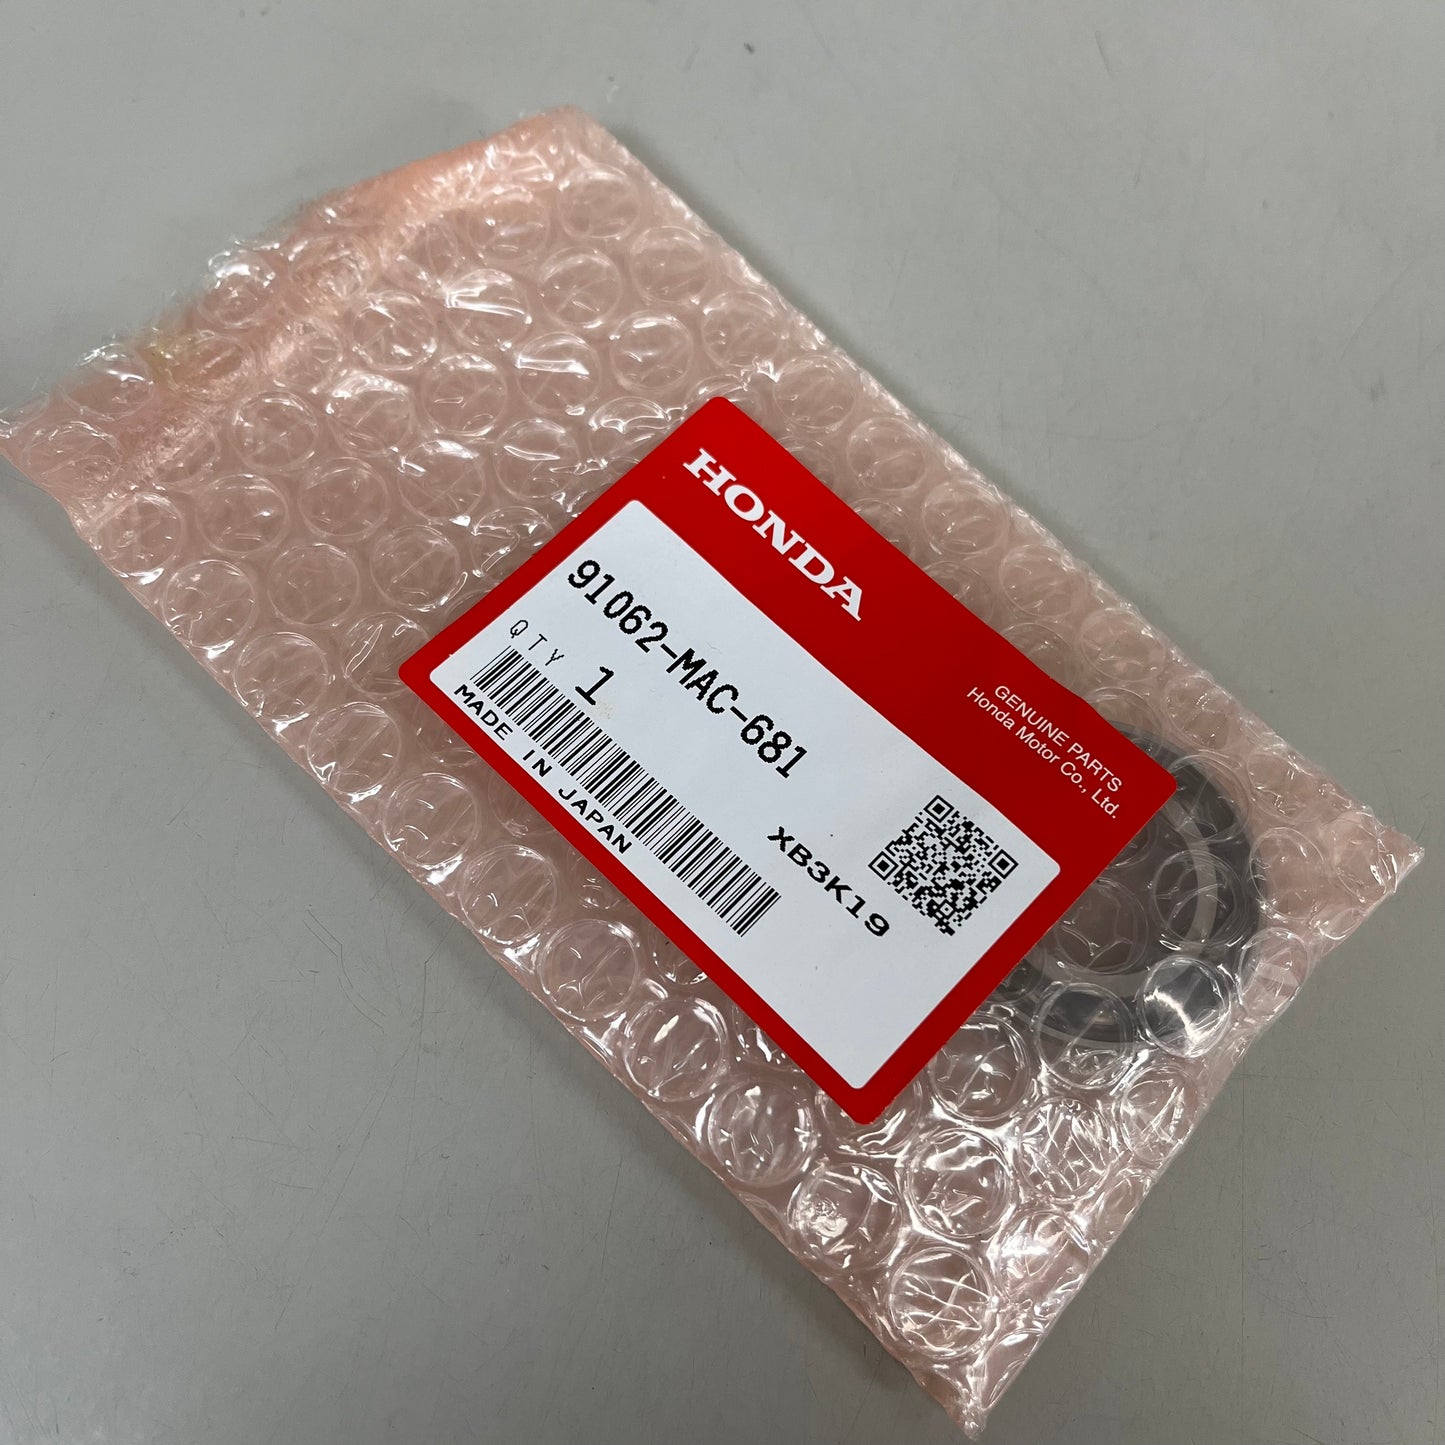 HONDA
GENUINE PARTS
Honda Motor Co., Ltd.
91062-MAC-681
QTY 1
XB3K19
MADE IN JAPAN